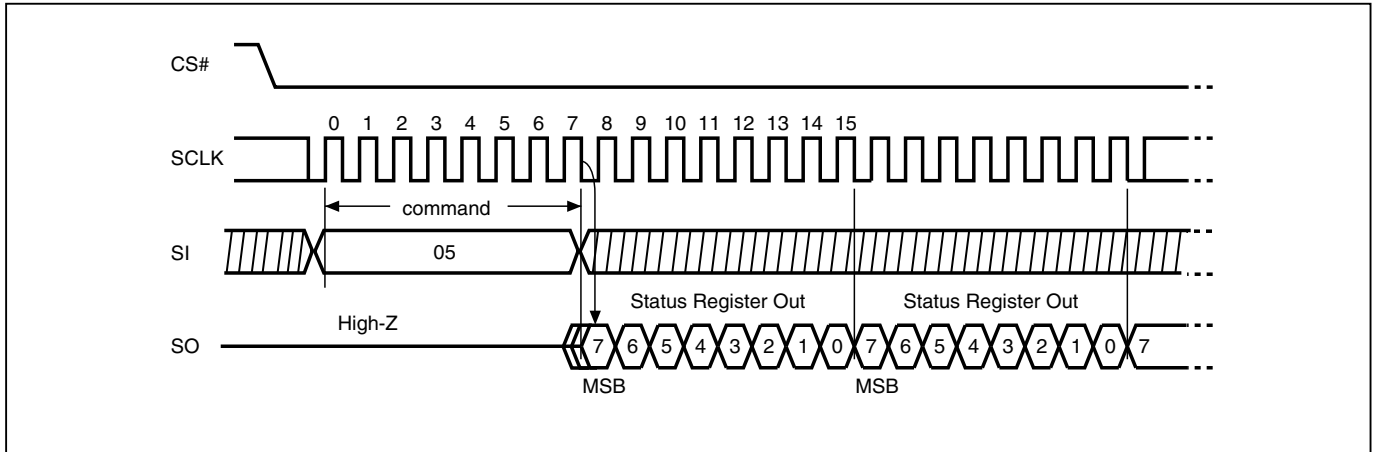 CS#
0 1 2 3 4 5 6 7 8 9 10 11 12 13 14 15
SCLK
command
SI
05
Status Register Out Status Register Out
High-Z
SO
7 6 5 4 3 2 1 0 7 6 5 4 3 2 1 0 7
MSB MSB